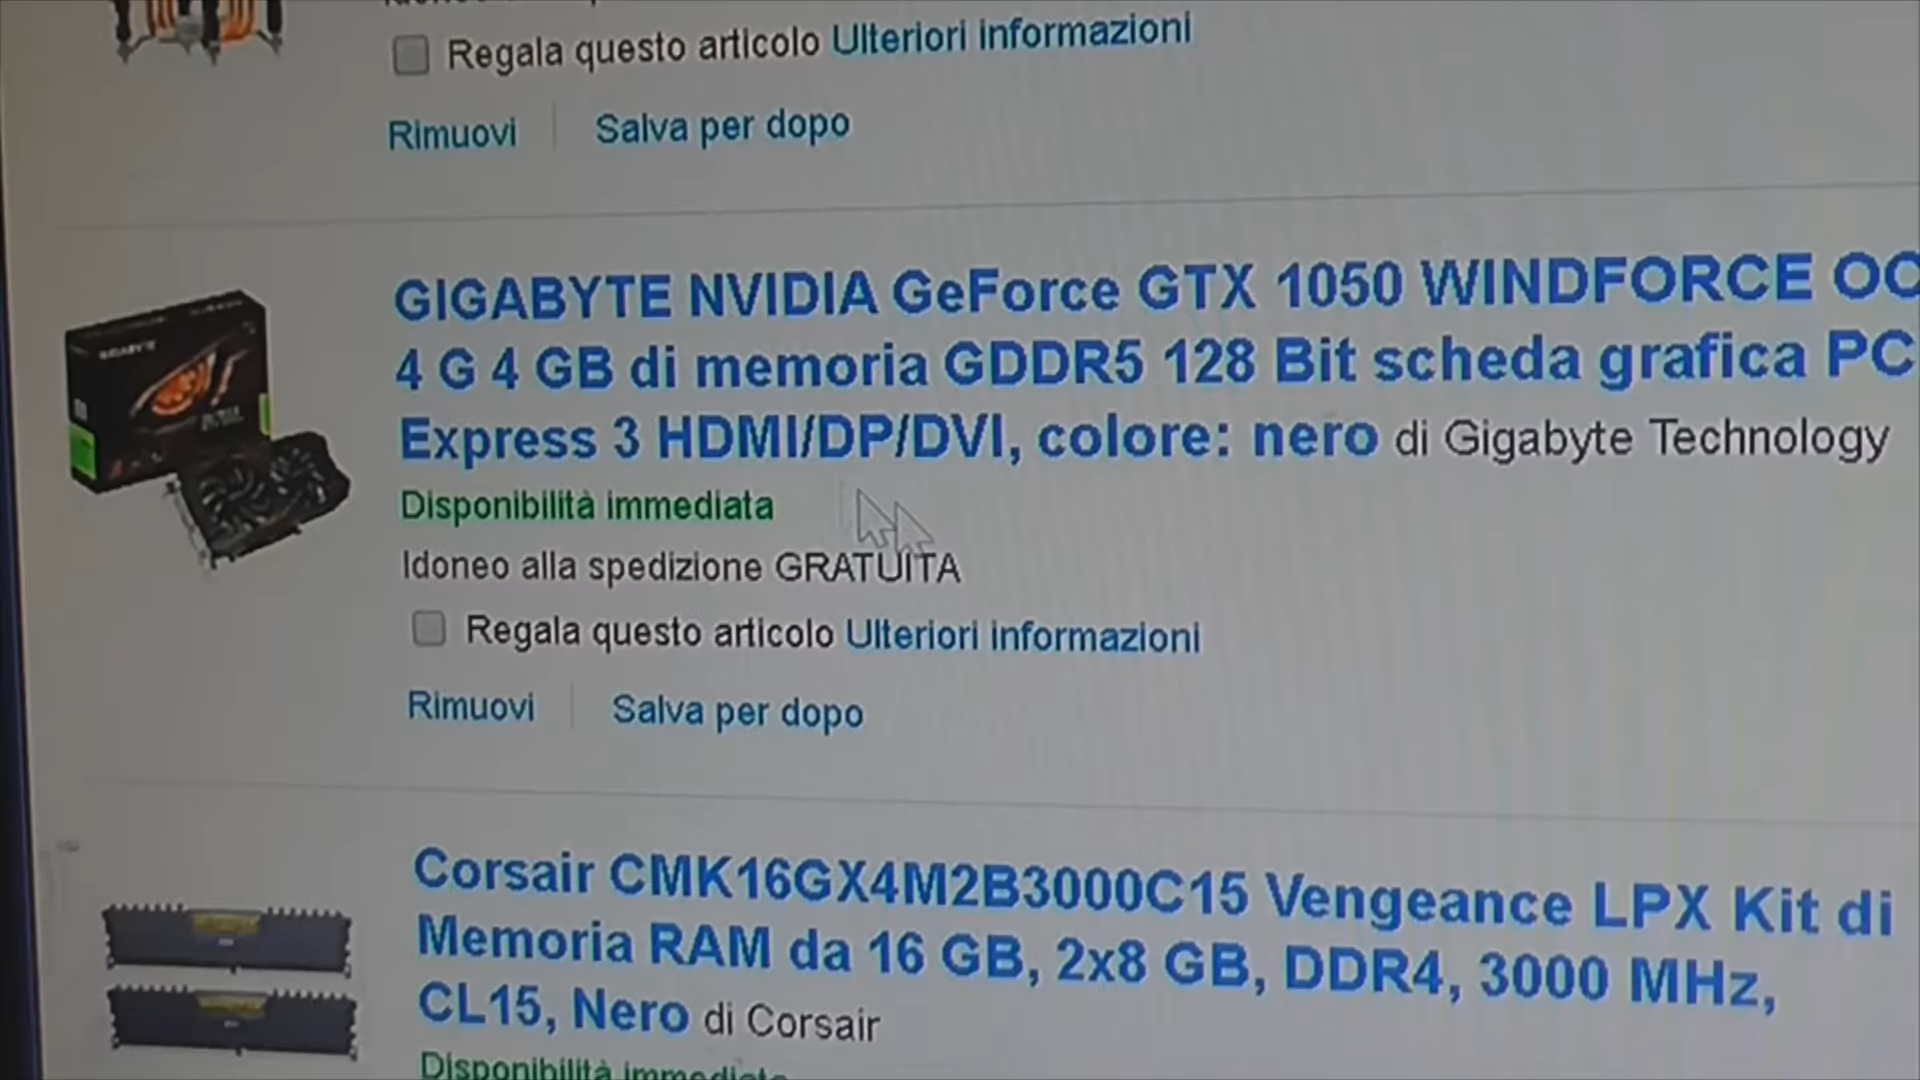 Regala questo articolo Ulteriori informazioni
Rimuovi Salva per dopo
GIGABYTE NVIDIA GeForce GTX 1050 WINDFORCE OC
4 G 4 GB di memoria GDDR5 128 Bit scheda grafica PC
Express 3 HDMI/DP/DVI, colore: nero di Gigabyte Technology
Disponibilità immediata
Idoneo alla spedizione GRATUITA
Regala questo articolo Ulteriori informazioni
Rimuovi Salva per dopo
Corsair CMK16GX4M2B3000C15 Vengeance LPX Kit di
Memoria RAM da 16 GB, 2x8 GB, DDR4, 3000 MHz,
CL15, Nero di Corsair
Disponibilità immediata